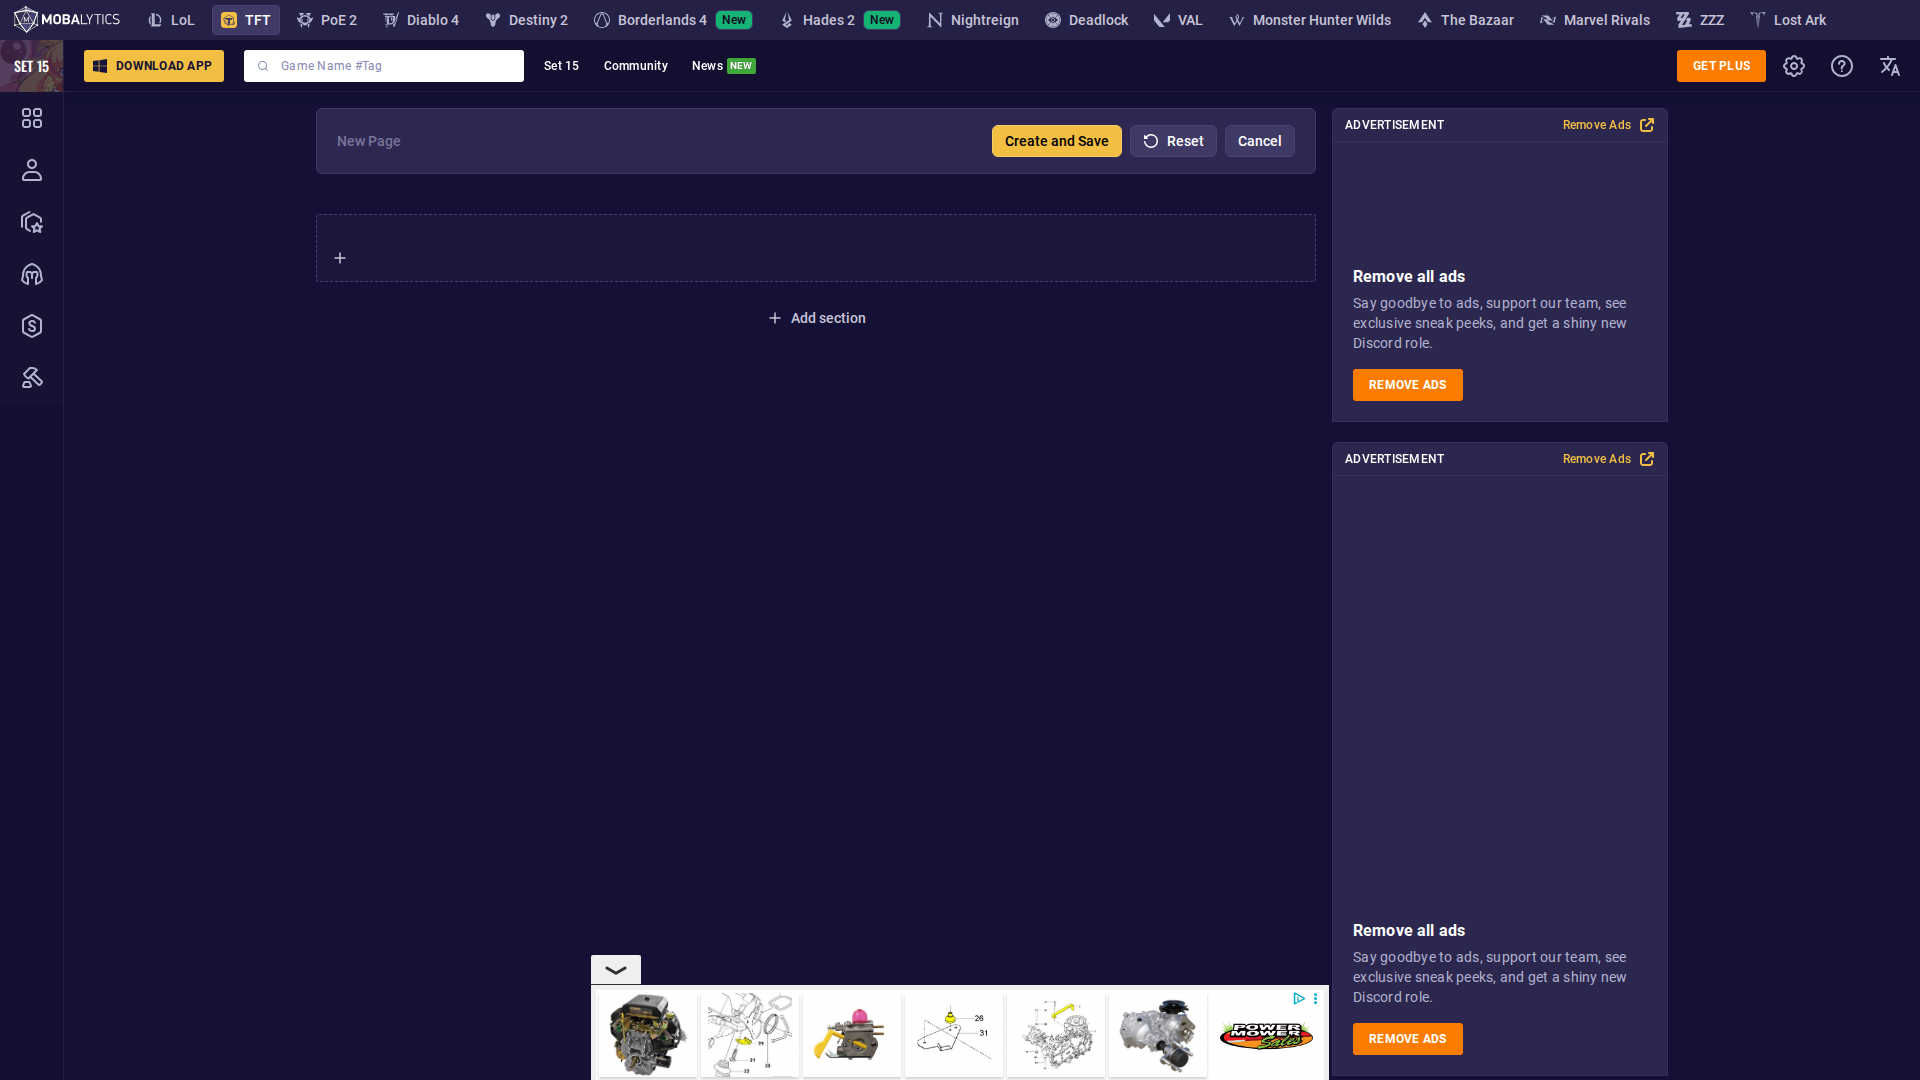 MOBALYTICS
LoL
TFT
PoE 2
Diablo 4
Destiny 2
Borderlands 4 New
Hades 2 New
Nightreign
Deadlock
VAL
Monster Hunter Wilds
The Bazaar
Marvel Rivals
ZZZ
Lost Ark
SET 15
DOWNLOAD APP
Game Name #Tag
Set 15
Community
News NEW
GET PLUS
New Page
Create and Save
Reset
Cancel
Add section
ADVERTISEMENT
Remove Ads
Remove all ads
Say goodbye to ads, support our team, see
exclusive sneak peeks, and get a shiny new
Discord role.
REMOVE ADS
ADVERTISEMENT
Remove Ads
Remove all ads
Say goodbye to ads, support our team, see
exclusive sneak peeks, and get a shiny new
Discord role.
REMOVE ADS
26
31
POWER
MOWER
Sales